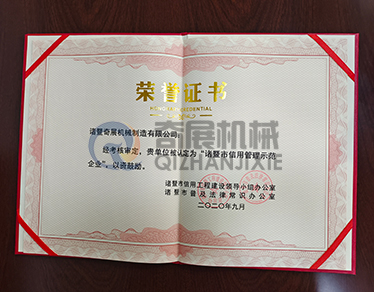 荣誉证书
HONOR CREDENTIAL
诸暨奇展机械制造有限公司:
经考核审定，贵单位被认定为“诸暨市信用管理示范
企业”，以资鼓励。
奇展机械
QIZHANJIXIE
诸暨市信用工程建设领导小组办公室
诸暨市普及法律常识办公室
二〇二〇年九月